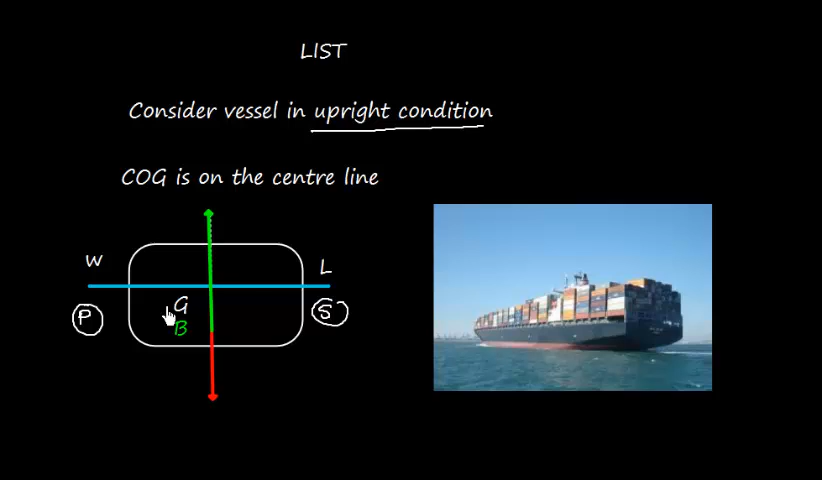 LIST
Consider vessel in upright condition
COG is on the centre line
W
L
G
P
S
B